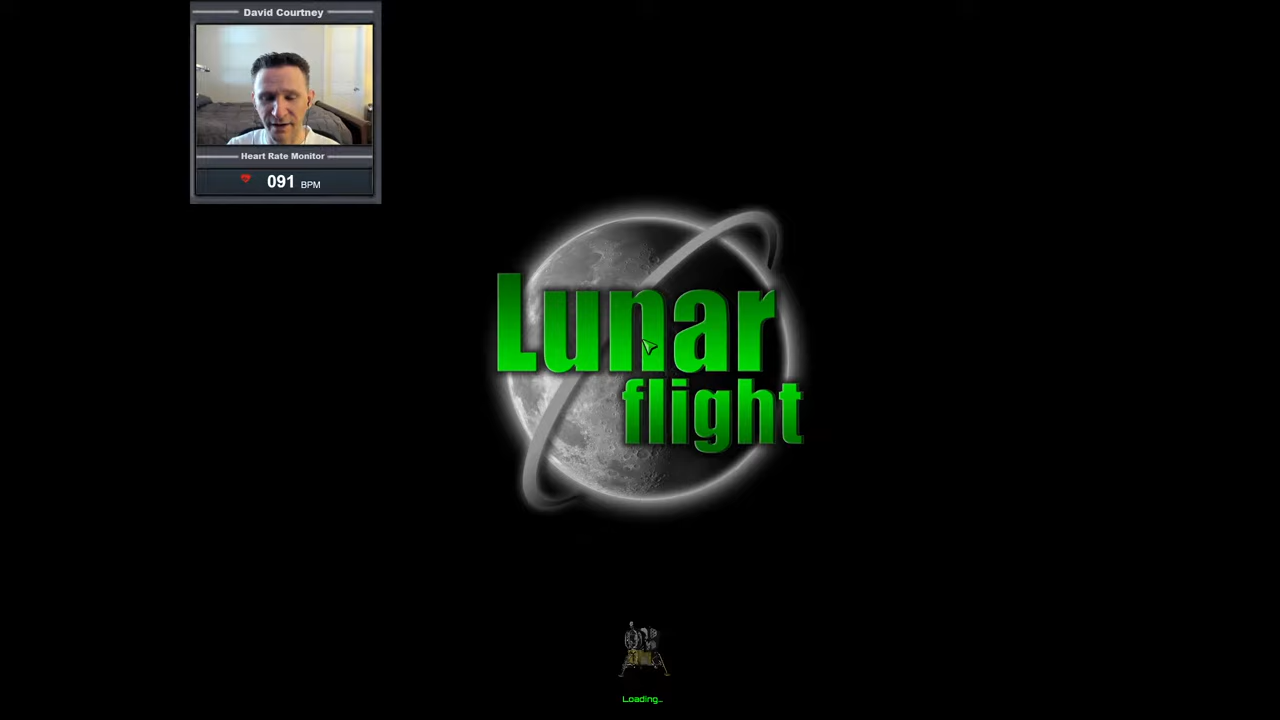 David Courtney
Heart Rate Monitor
091 BPM
Lunar
flight
Loading...